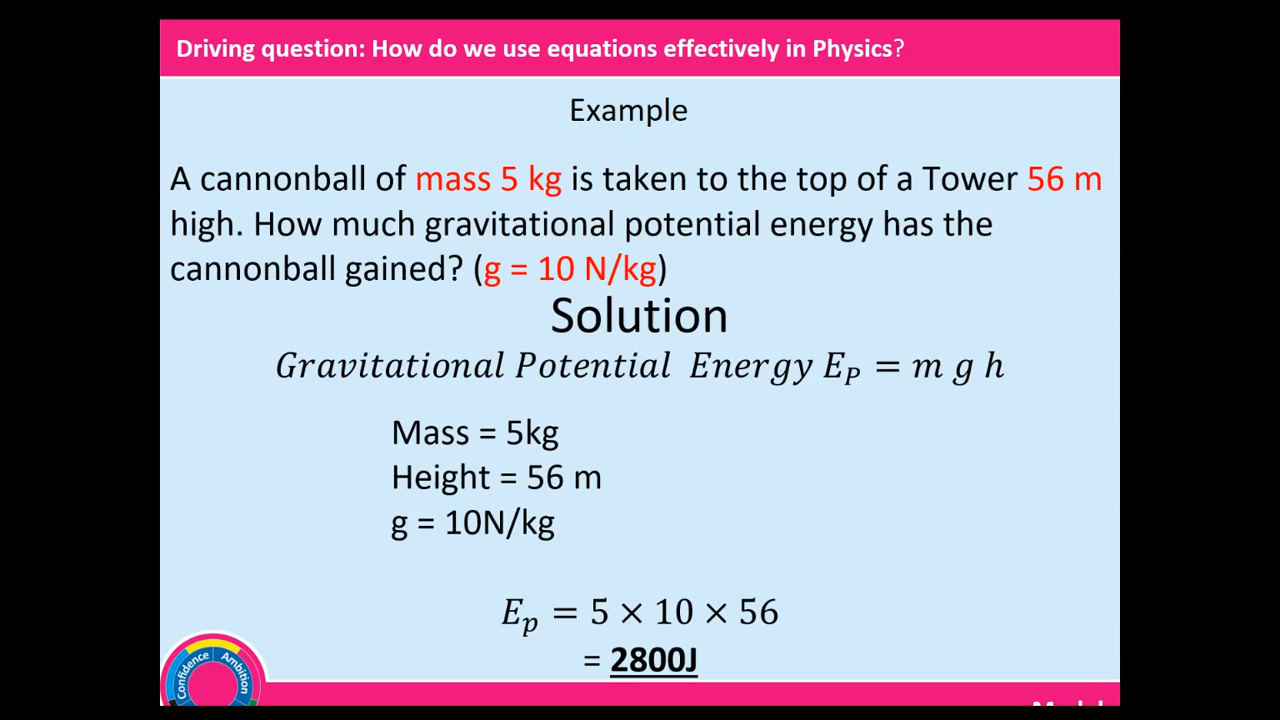 Driving question: How do we use equations effectively in Physics?
Example
A cannonball of mass 5 kg is taken to the top of a Tower 56 m
high. How much gravitational potential energy has the
cannonball gained? (g = 10 N/kg)
Solution
Gravitational Potential Energy E_P = m g h
Mass = 5kg
Height = 56 m
g = 10N/kg
E_p = 5 × 10 × 56
= 2800J
Confidence
Ambition